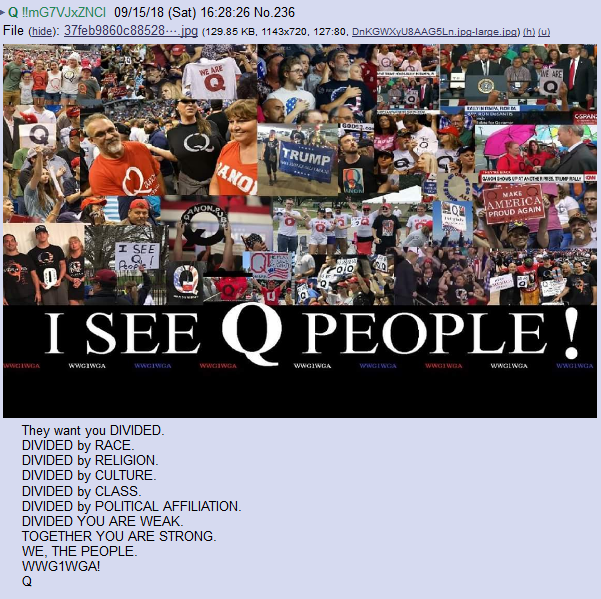 Q !!mG7VJxZNCI 09/15/18 (Sat) 16:28:26 No.236
File (hide): 37feb9860c88528⋯.jpg (129.85 KB, 1143x720, 127:80, DnKGWXyU8AAG5Ln.jpg-large.jpg) (h) (u)
WE ARE
Q
WE ARE
Q
TRUMP
CNN
MAKE
AMERICA
PROUD AGAIN
I SEE
Q
I SEE Q PEOPLE!
WWG1WGA WWG1WGA WWG1WGA WWG1WGA WWG1WGA WWG1WGA WWG1WGA WWG1WGA
They want you DIVIDED.
DIVIDED by RACE.
DIVIDED by RELIGION.
DIVIDED by CULTURE.
DIVIDED by CLASS.
DIVIDED by POLITICAL AFFILIATION.
DIVIDED YOU ARE WEAK.
TOGETHER YOU ARE STRONG.
WE, THE PEOPLE.
WWG1WGA!
Q